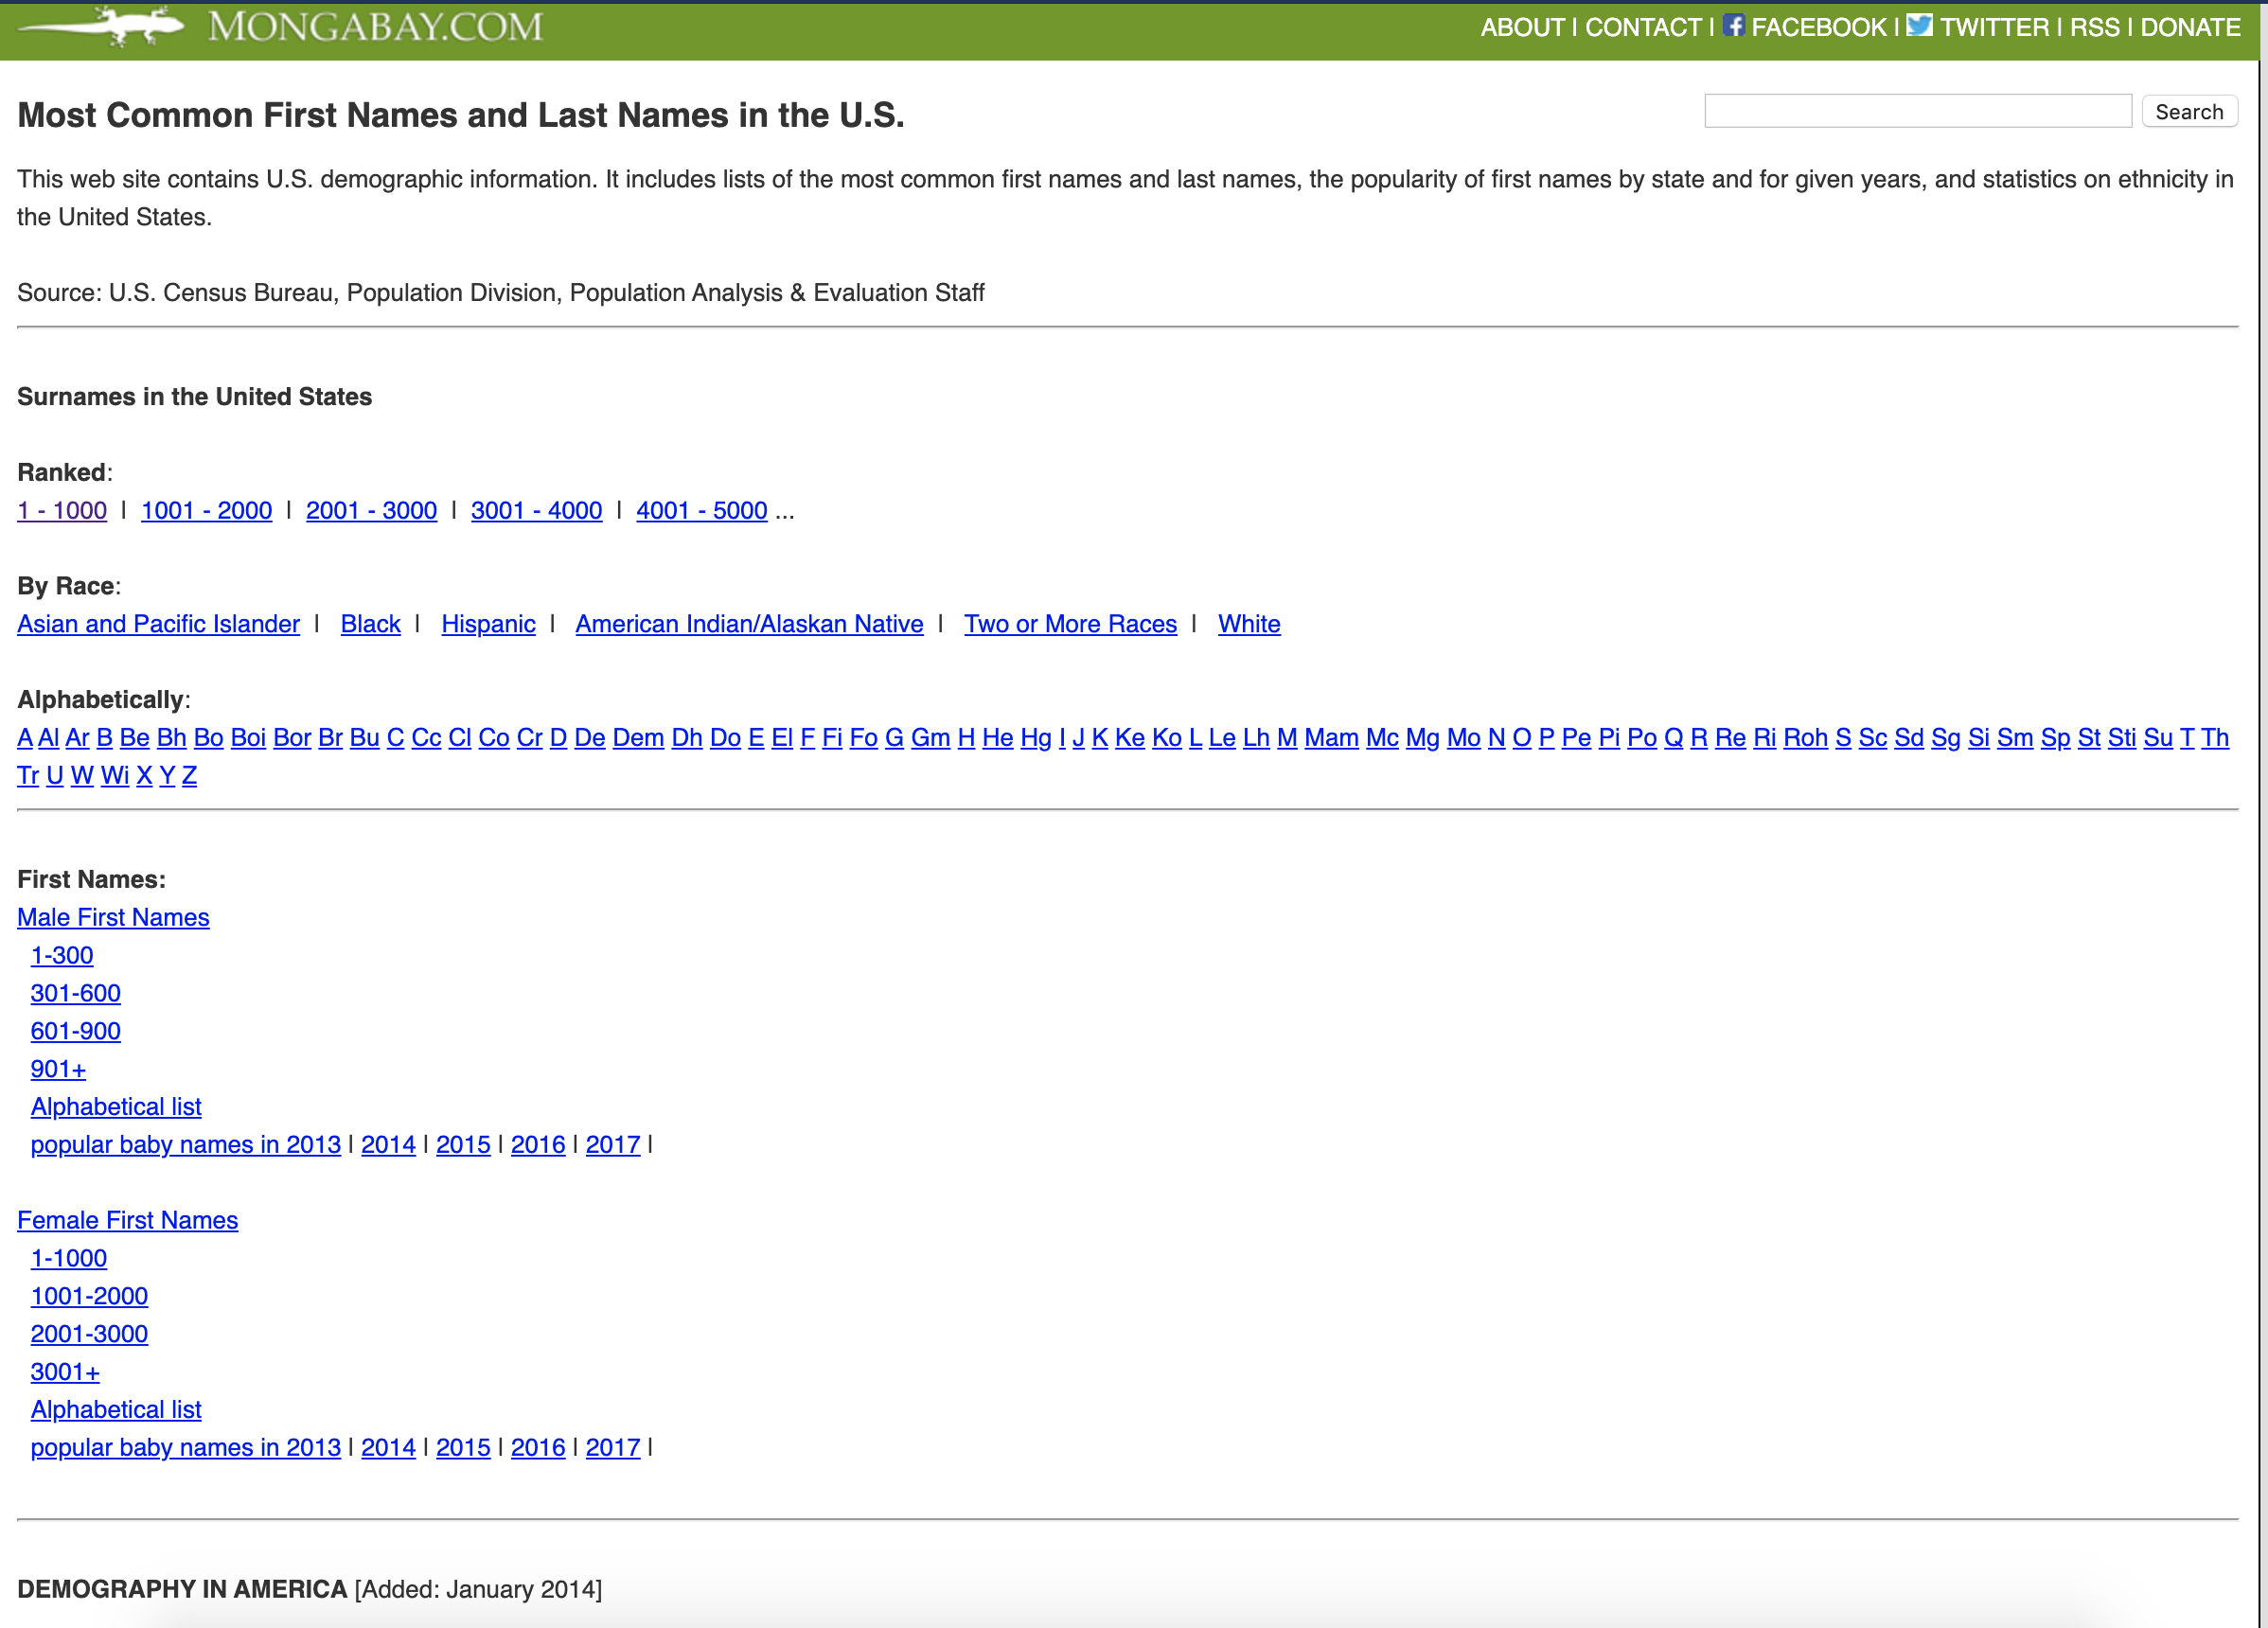 MONGABAY.COM
ABOUT | CONTACT | FACEBOOK | TWITTER | RSS | DONATE
Most Common First Names and Last Names in the U.S.
Search
This web site contains U.S. demographic information. It includes lists of the most common first names and last names, the popularity of first names by state and for given years, and statistics on ethnicity in
the United States.
Source: U.S. Census Bureau, Population Division, Population Analysis & Evaluation Staff
Surnames in the United States
Ranked:
1 - 1000 | 1001 - 2000 | 2001 - 3000 | 3001 - 4000 | 4001 - 5000 ...
By Race:
Asian and Pacific Islander | Black | Hispanic | American Indian/Alaskan Native | Two or More Races | White
Alphabetically:
A Al Ar B Be Bh Bo Boi Bor Br Bu C Cc Cl Co Cr D De Dem Dh Do E El F Fi Fo G Gm H He Hg I J K Ke Ko L Le Lh M Mam Mc Mg Mo N O P Pe Pi Po Q R Re Ri Roh S Sc Sd Sg Si Sm Sp St Sti Su T Th
Tr U W Wi X Y Z
First Names:
Male First Names
1-300
301-600
601-900
901+
Alphabetical list
popular baby names in 2013 | 2014 | 2015 | 2016 | 2017 |
Female First Names
1-1000
1001-2000
2001-3000
3001+
Alphabetical list
popular baby names in 2013 | 2014 | 2015 | 2016 | 2017 |
DEMOGRAPHY IN AMERICA [Added: January 2014]